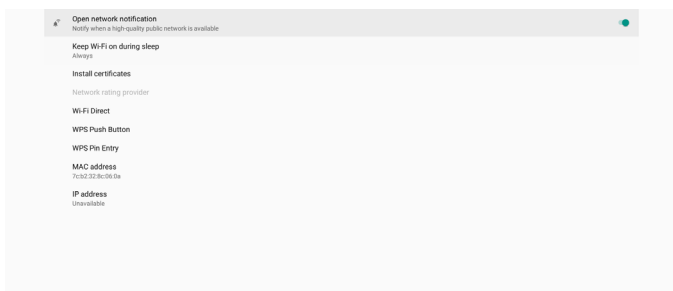 Open network notification
Notify when a high-quality public network is available
Keep Wi-Fi on during sleep
Always
Install certificates
Network rating provider
Wi-Fi Direct
WPS Push Button
WPS Pin Entry
MAC address
7c:b2:32:8c:06:0a
IP address
Unavailable